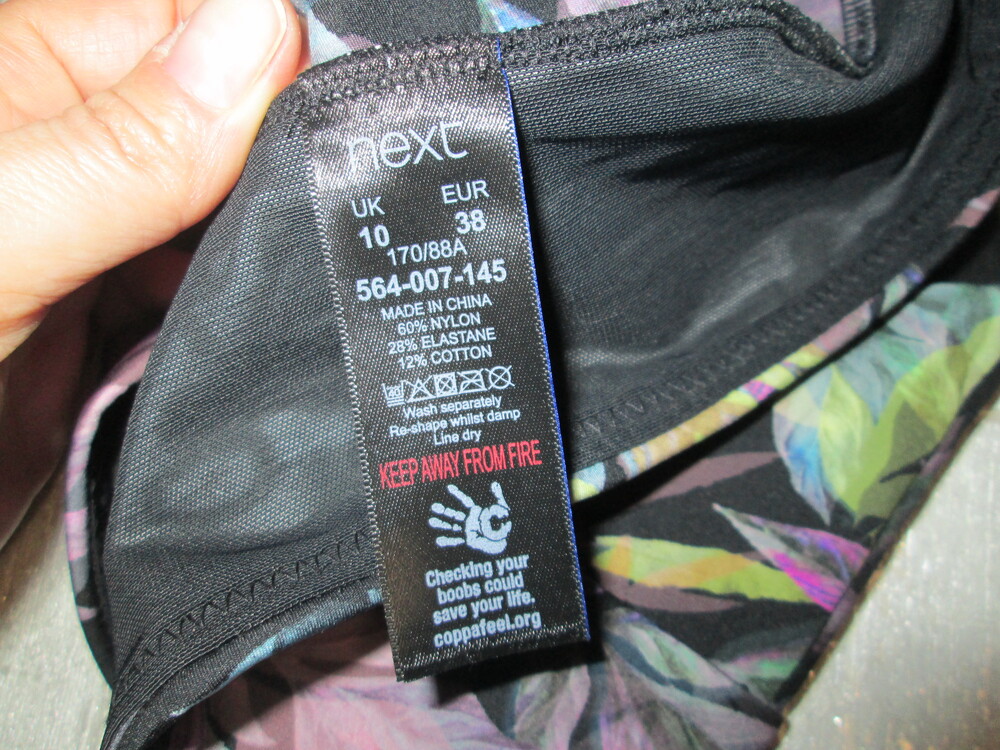 next
UK EUR
10 38
170/88A
564-007-145
MADE IN CHINA
60% NYLON
28% ELASTANE
12% COTTON
Wash separately
Re-shape whilst damp
Line dry
KEEP AWAY FROM FIRE
Checking your
boobs could
save your life.
coppafeel.org